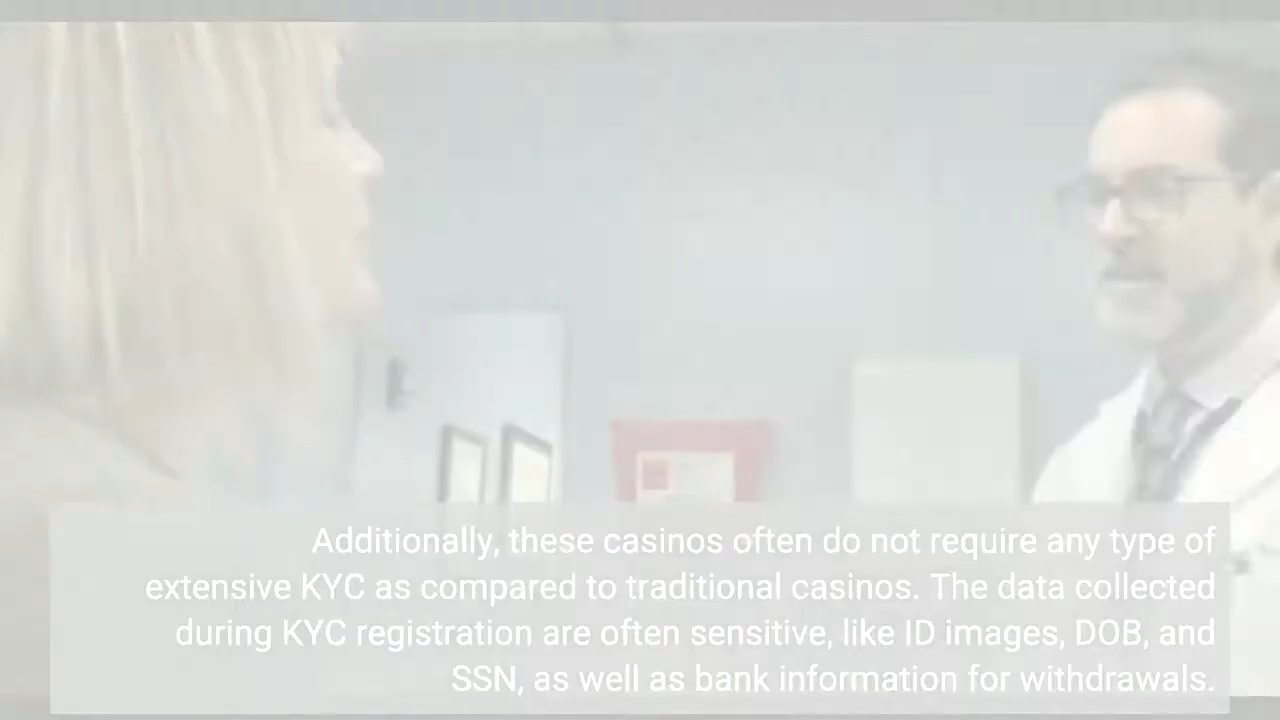 Additionally, these casinos often do not require any type of
extensive KYC as compared to traditional casinos. The data collected
during KYC registration are often sensitive, like ID images, DOB, and
SSN, as well as bank information for withdrawals.